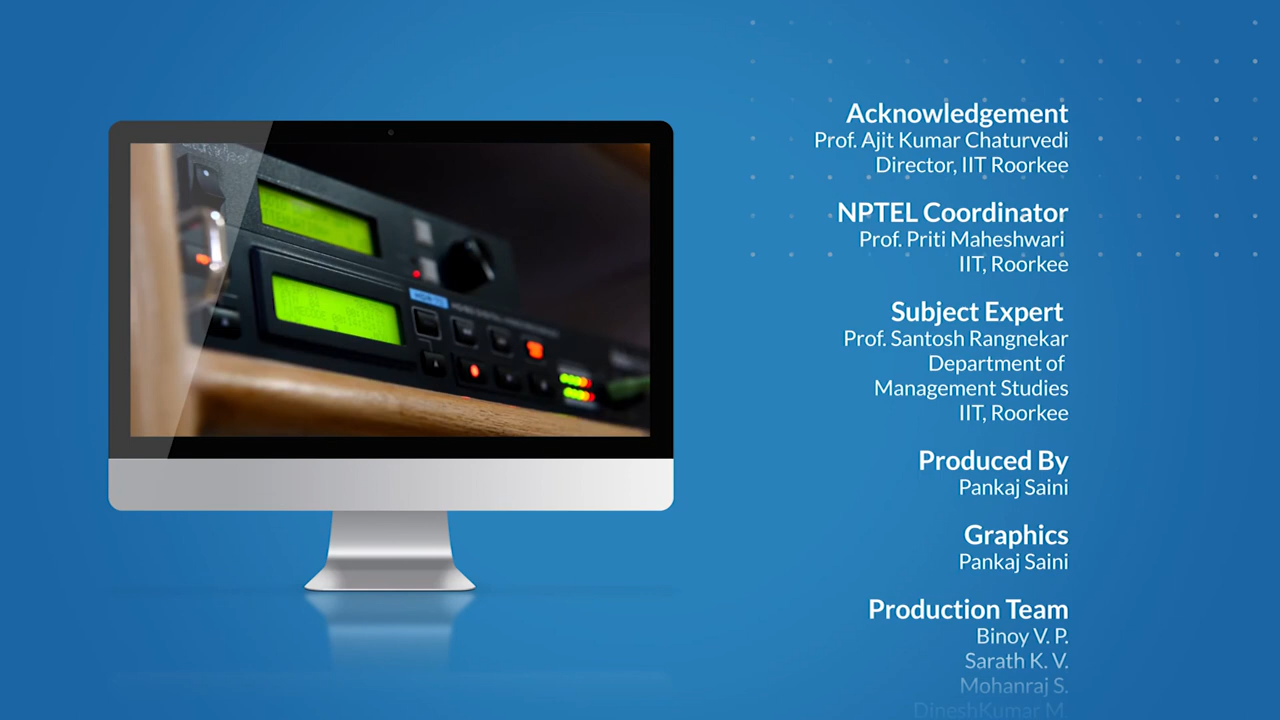 Acknowledgement
Prof. Ajit Kumar Chaturvedi
Director, IIT Roorkee
NPTEL Coordinator
Prof. Priti Maheshwari
IIT, Roorkee
Subject Expert
Prof. Santosh Rangnekar
Department of
Management Studies
IIT, Roorkee
Produced By
Pankaj Saini
Graphics
Pankaj Saini
Production Team
Binoy V. P.
Sarath K. V.
Mohanraj S.
DineshKumar M.